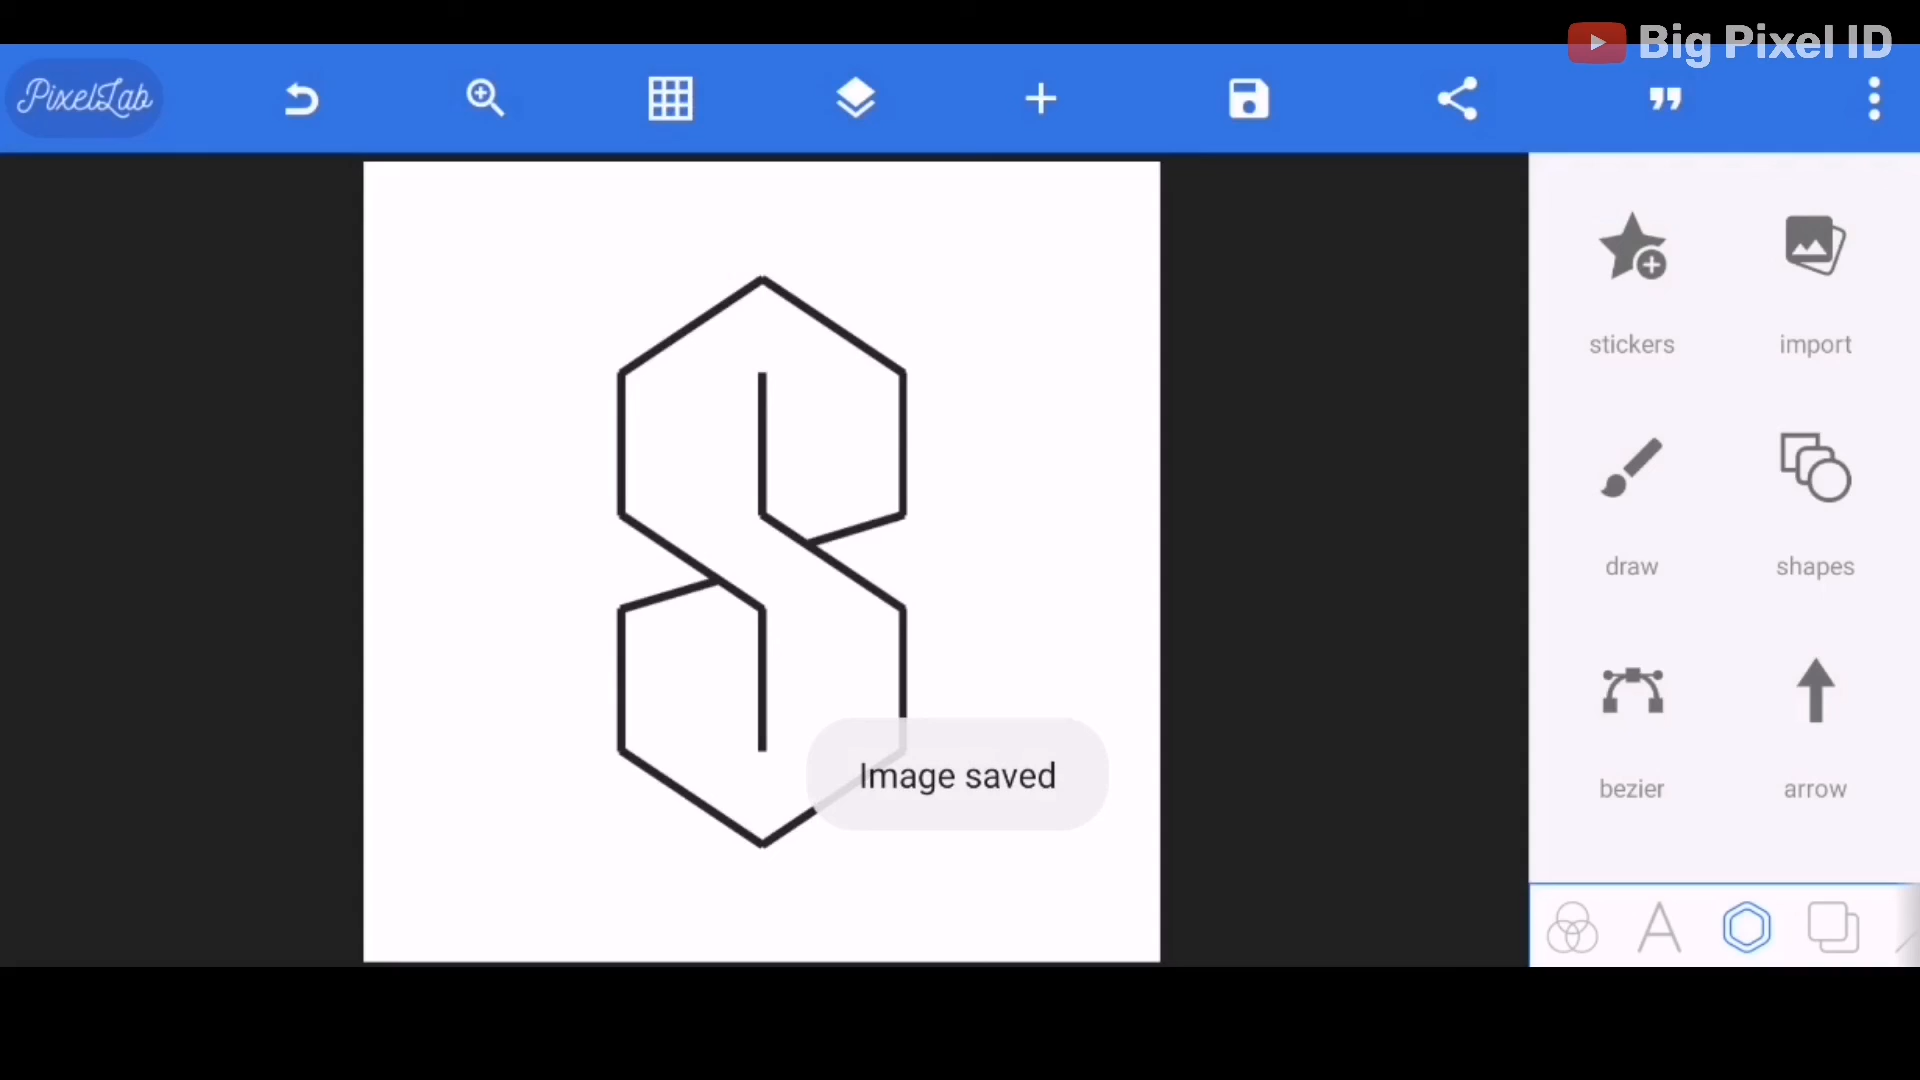 Big Pixel ID
PixelLab
stickers
import
draw
shapes
Image saved
bezier
arrow